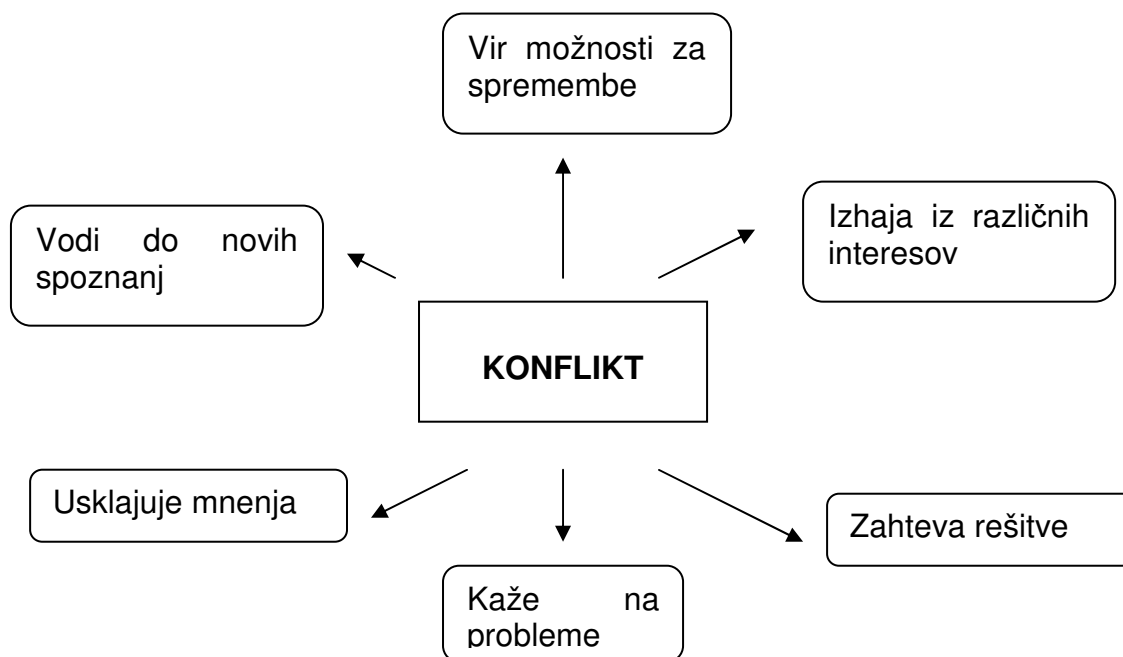 Vir možnosti za
spremembe
Izhaja iz različnih
interesov
Vodi do novih
spoznanj
KONFLIKT
Usklajuje mnenja
Zahteva rešitve
Kaže na
probleme